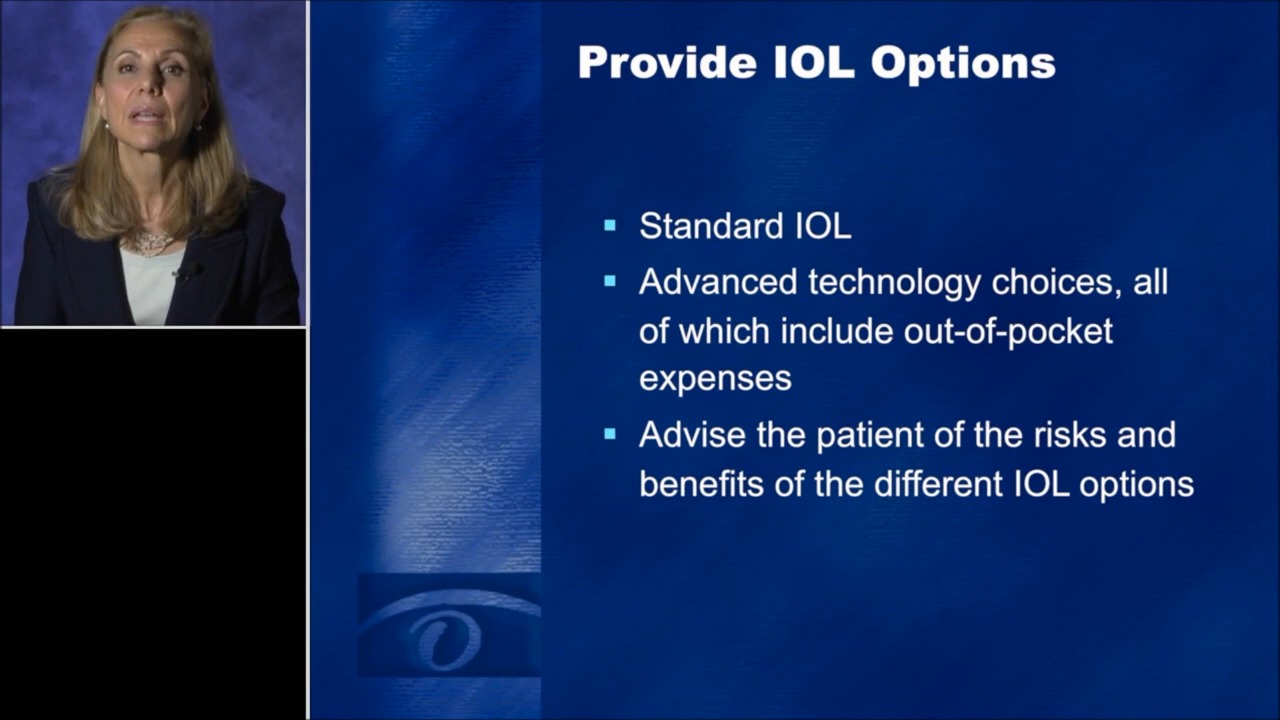 Provide IOL Options
▪ Standard IOL
▪ Advanced technology choices, all
of which include out-of-pocket
expenses
▪ Advise the patient of the risks and
benefits of the different IOL options